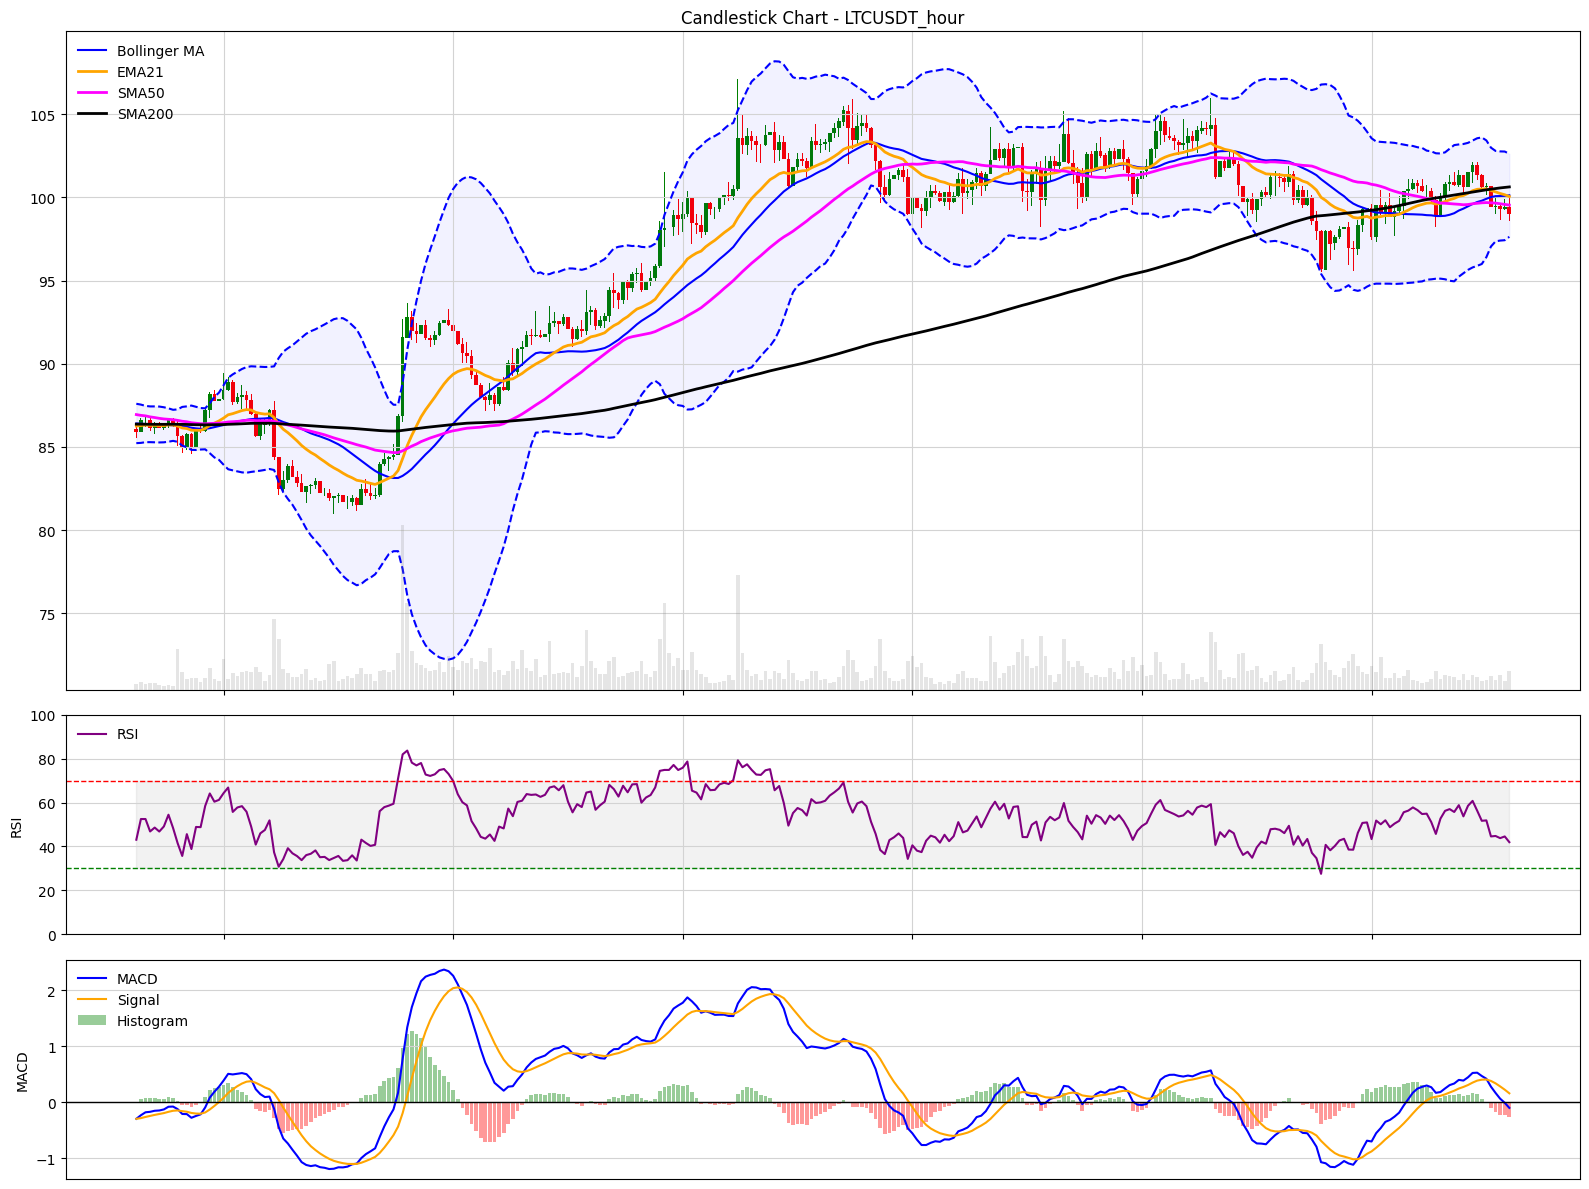 Candlestick Chart - LTCUSDT_hour
Bollinger MA
EMA21
SMA50
SMA200
105
100
95
90
85
80
75
RSI
100
80
60
40
20
0
RSI
MACD
Signal
Histogram
2
1
0
−1
MACD